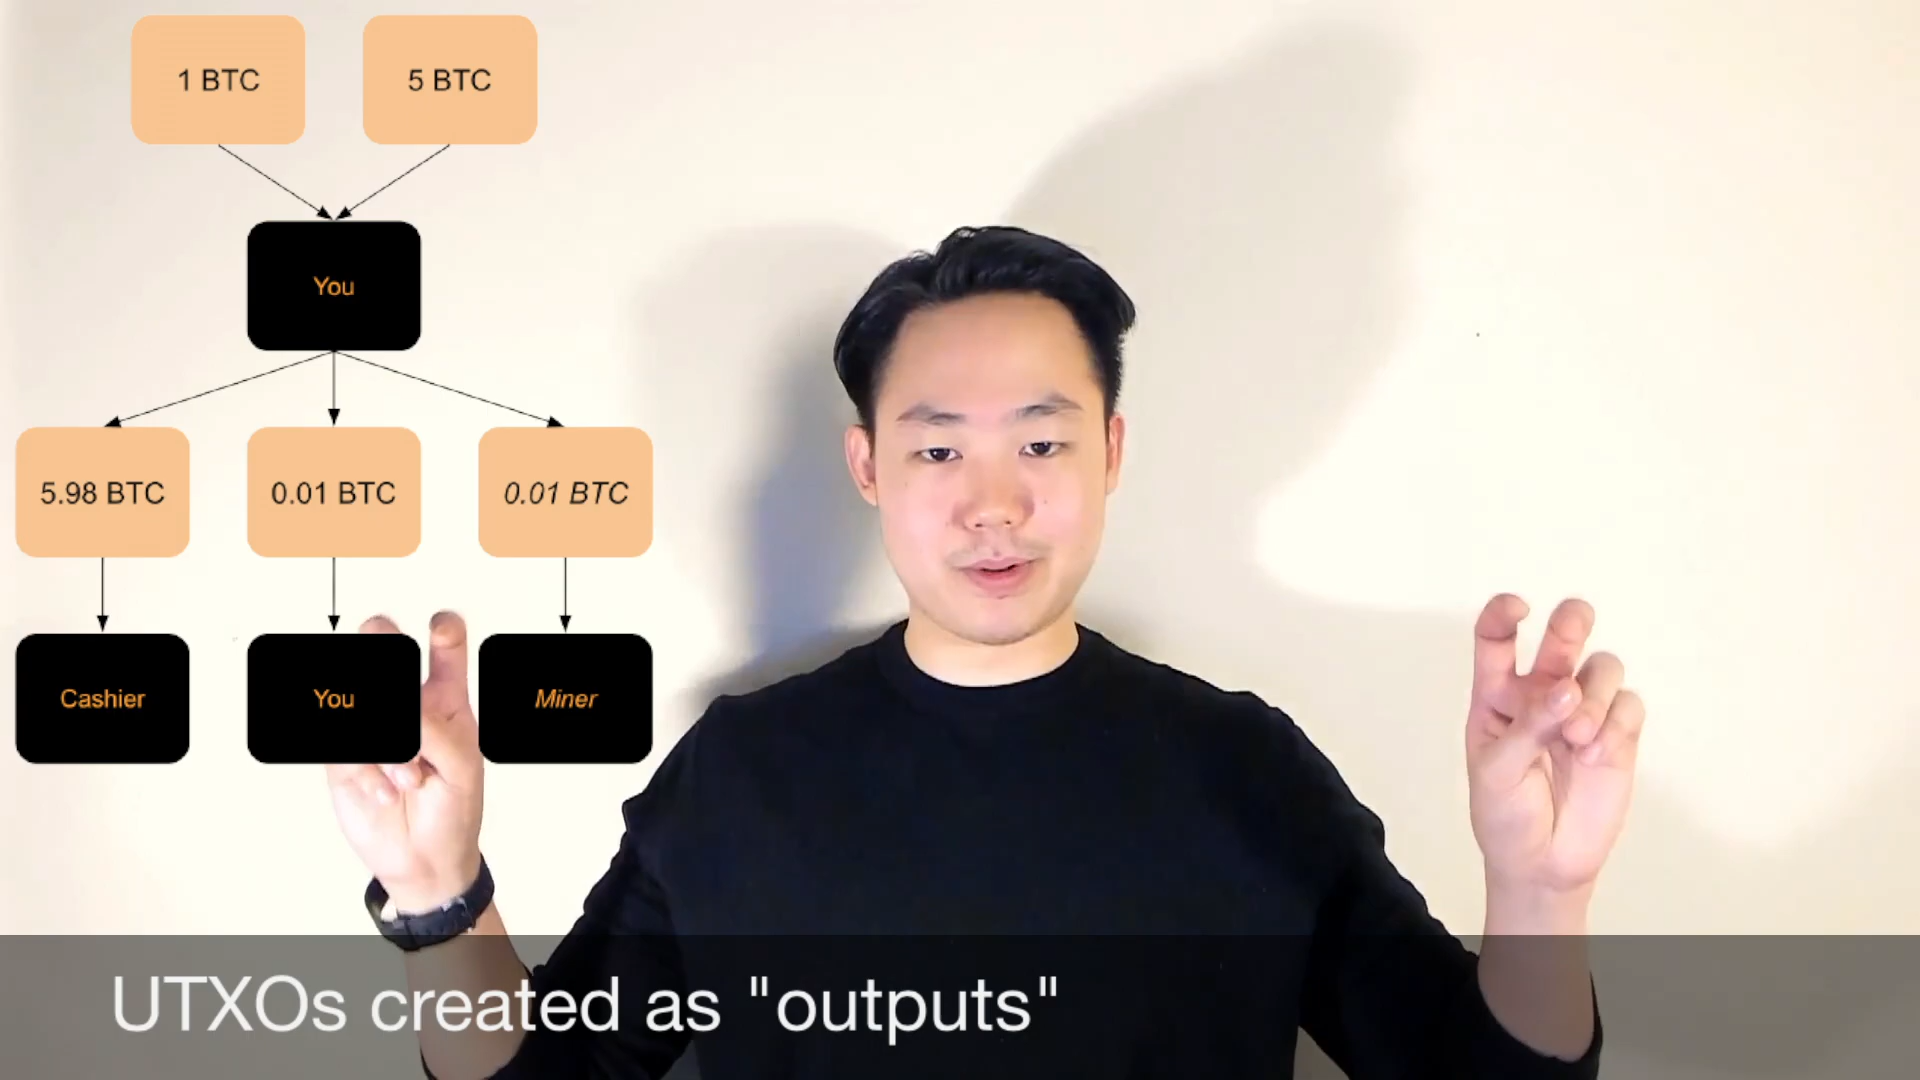 1 BTC
5 BTC
You
5.98 BTC
0.01 BTC
0.01 BTC
Cashier
You
Miner
UTXOs created as "outputs"